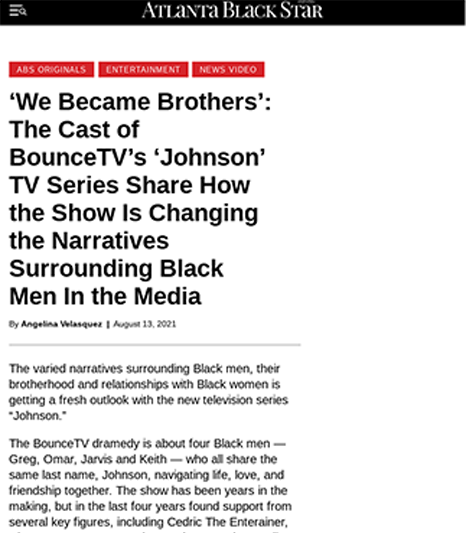 ATLANTA BLACK STAR
ABS ORIGINALS ENTERTAINMENT NEWS VIDEO
‘We Became Brothers’:
The Cast of
BounceTV’s ‘Johnson’
TV Series Share How
the Show Is Changing
the Narratives
Surrounding Black
Men In the Media
By Angelina Velasquez | August 13, 2021
The varied narratives surrounding Black men, their
brotherhood and relationships with Black women is
getting a fresh outlook with the new television series
“Johnson.”
The BounceTV dramedy is about four Black men —
Greg, Omar, Jarvis and Keith — who all share the
same last name, Johnson, navigating life, love, and
friendship together. The show has been years in the
making, but in the last four years found support from
several key figures, including Cedric The Enterainer,